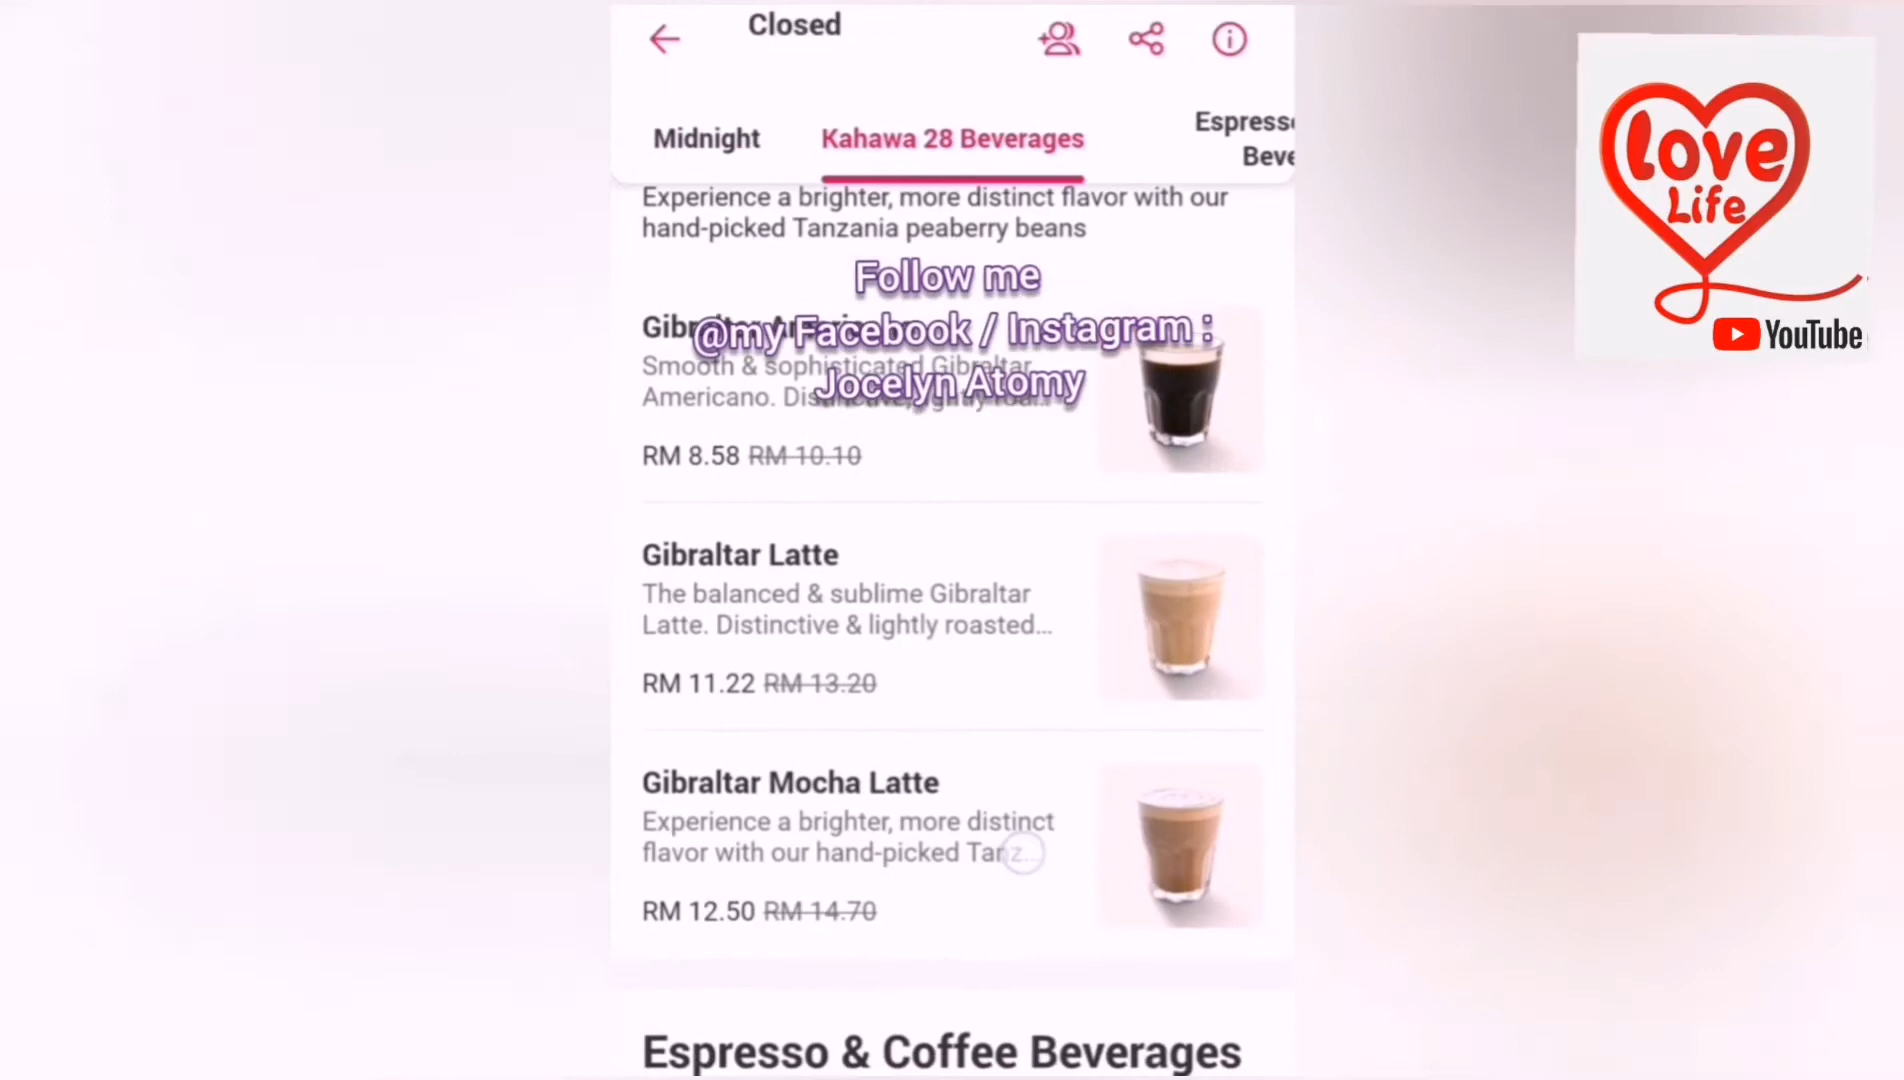 Closed
Midnight
Kahawa 28 Beverages
Espresso
Beve
Experience a brighter, more distinct flavor with our
hand-picked Tanzania peaberry beans
Follow me
@my Facebook / Instagram :
Jocelyn Atomy
Smooth & sophisticated Gibraltar
Americano.
RM 8.58 RM 10.10
Gibraltar Latte
The balanced & sublime Gibraltar
Latte. Distinctive & lightly roasted...
RM 11.22 RM 13.20
Gibraltar Mocha Latte
Experience a brighter, more distinct
flavor with our hand-picked Tanz...
RM 12.50 RM 14.70
Espresso & Coffee Beverages
love
Life
YouTube